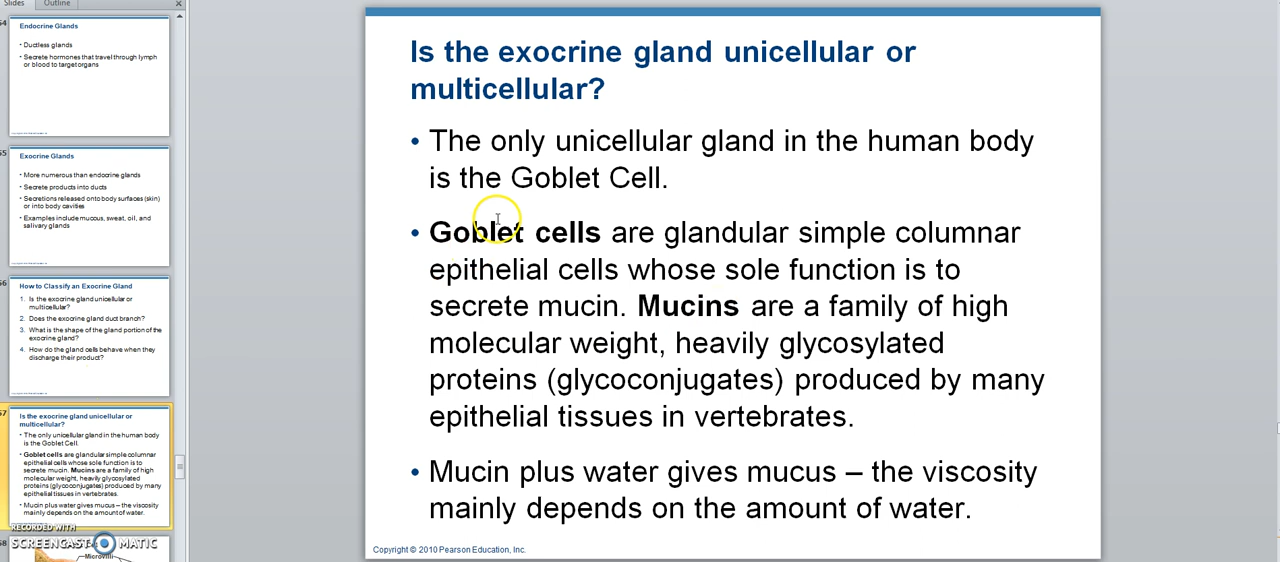 Slides
Outline
54
Endocrine Glands
• Ductless glands
• Secrete hormones that travel through lymph
or blood to target organs
55
Exocrine Glands
• More numerous than endocrine glands
• Secrete products into ducts
• Secretions released onto body surfaces (skin)
or into body cavities
• Examples include mucous, sweat, oil, and
salivary glands
56
How to Classify an Exocrine Gland
1. Is the exocrine gland unicellular or
multicellular?
2. Does the exocrine gland duct branch?
3. What is the shape of the gland portion of the
exocrine gland?
4. How do the gland cells behave when they
discharge their product?
57
Is the exocrine gland unicellular or
multicellular?
• The only unicellular gland in the human body
is the Goblet Cell.
• Goblet cells are glandular simple columnar
epithelial cells whose sole function is to
secrete mucin. Mucins are a family of high
molecular weight, heavily glycosylated
proteins (glycoconjugates) produced by many
epithelial tissues in vertebrates.
• Mucin plus water gives mucus – the viscosity
mainly depends on the amount of water.
RECORDED WITH
SCREENCAST MATIC
58
Microvilli
Is the exocrine gland unicellular or
multicellular?
• The only unicellular gland in the human body
is the Goblet Cell.
• Goblet cells are glandular simple columnar
epithelial cells whose sole function is to
secrete mucin. Mucins are a family of high
molecular weight, heavily glycosylated
proteins (glycoconjugates) produced by many
epithelial tissues in vertebrates.
• Mucin plus water gives mucus – the viscosity
mainly depends on the amount of water.
Copyright © 2010 Pearson Education, Inc.